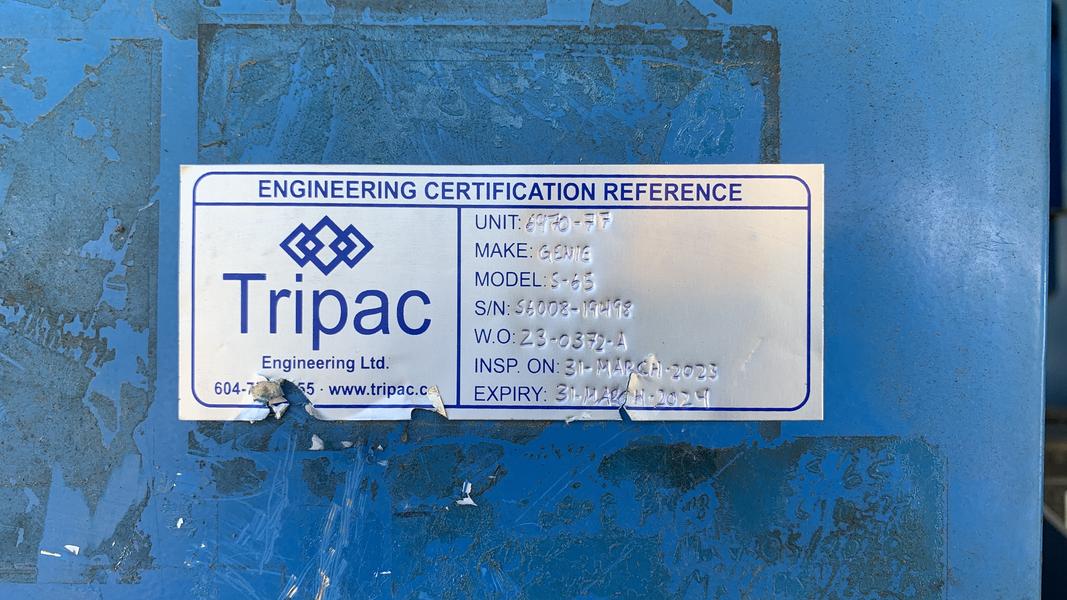 ENGINEERING CERTIFICATION REFERENCE
Tripac
Engineering Ltd.
www.tripac.c
UNIT: 6970-77
MAKE: GENIE
MODEL: S-65
S/N: S6008-19498
W.O: 23-0372-A
INSP. ON: 31-MARCH-2023
EXPIRY: 31-MARCH-2024